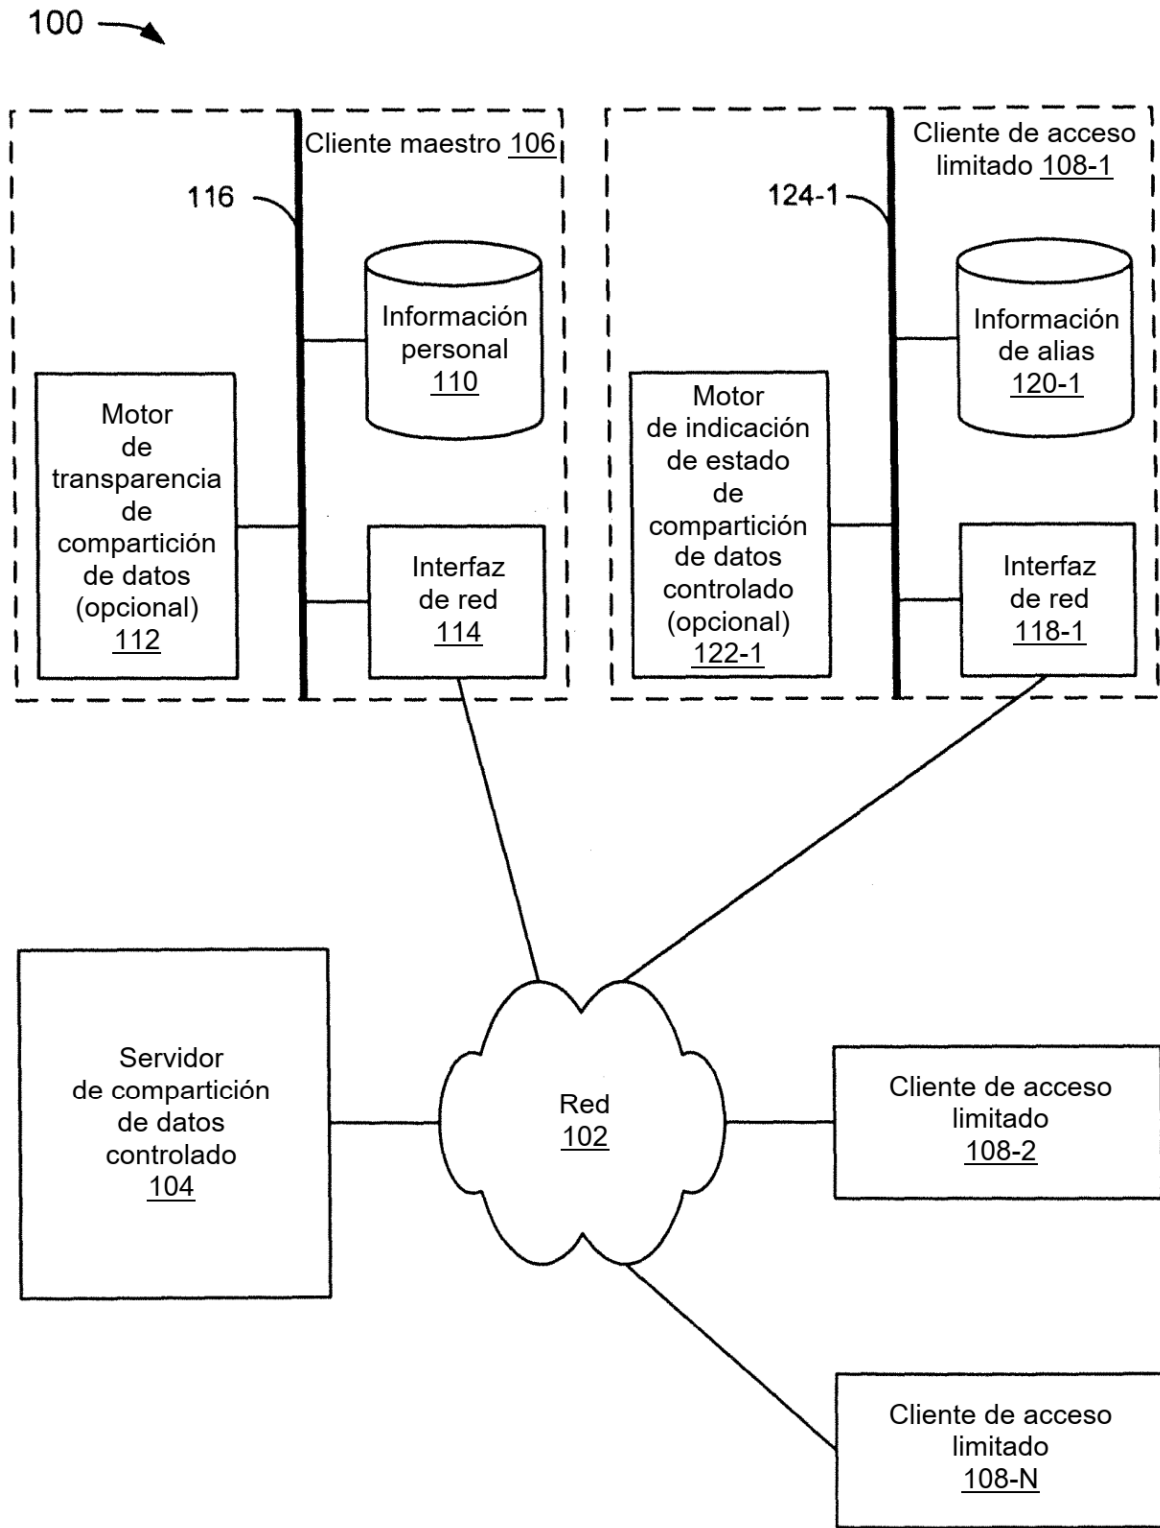 100
Cliente maestro 106
116
Información
personal
110
Motor
de
transparencia
de
compartición
de datos
(opcional)
112
Interfaz
de red
114
Cliente de acceso
limitado 108-1
124-1
Información
de alias
120-1
Motor
de indicación
de estado
de
compartición
de datos
controlado
(opcional)
122-1
Interfaz
de red
118-1
Servidor
de compartición
de datos
controlado
104
Red
102
Cliente de acceso
limitado
108-2
Cliente de acceso
limitado
108-N